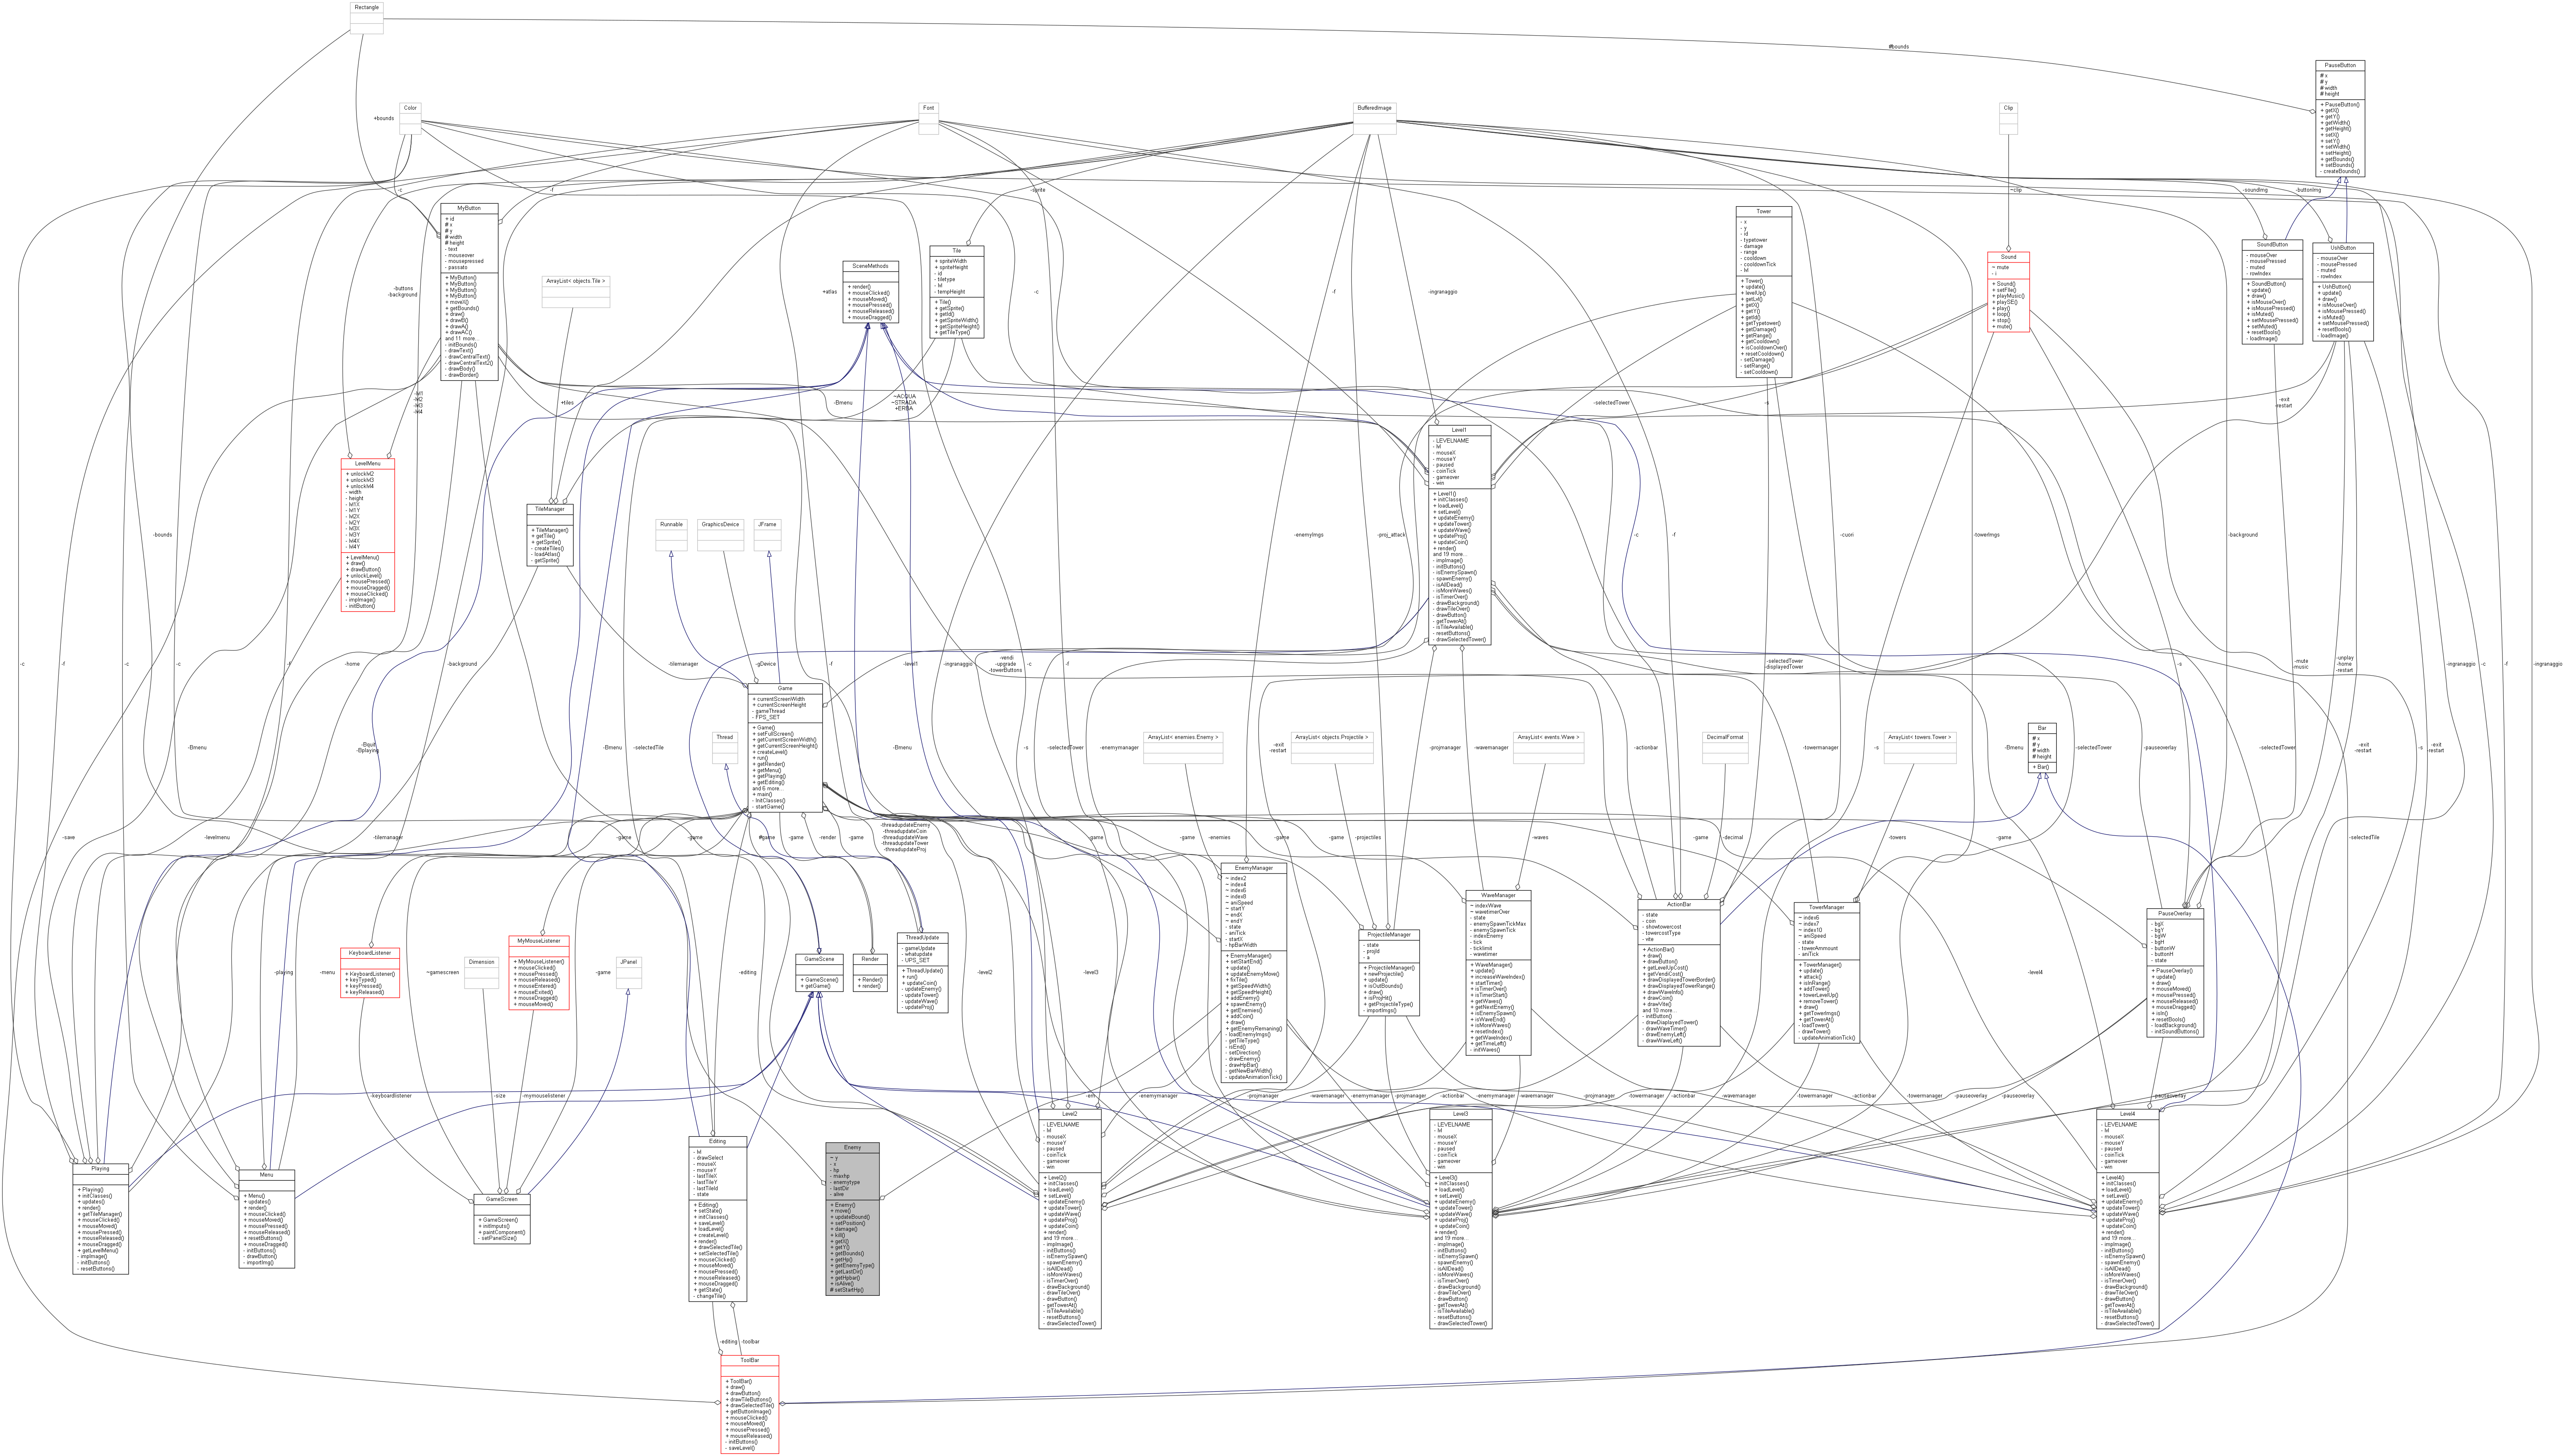 Rectangle
#bounds
PauseButton
# x
# y
# width
# height
+ PauseButton()
+ getX()
+ getY()
+ getWidth()
+ getHeight()
+ setX()
+ setY()
+ setWidth()
+ setHeight()
+ getBounds()
+ setBounds()
- createBounds()
Color
Font
BufferedImage
Clip
+bounds
-c
-f
-sprite
~clip
-soundImg
-buttonImg
MyButton
+ id
# x
# y
# width
# height
- text
- mouseover
- mousepressed
- passato
+ MyButton()
+ MyButton()
+ MyButton()
+ MyButton()
+ moveX()
+ getBounds()
+ draw()
+ drawB()
+ drawA()
+ drawAC()
and 11 more...
- initBounds()
- drawText()
- drawCentralText()
- drawCentralText2()
- drawBody()
- drawBorder()
ArrayList< objects.Tile >
SceneMethods
+ render()
+ mouseClicked()
+ mouseMoved()
+ mousePressed()
+ mouseReleased()
+ mouseDragged()
Tile
+ spriteWidth
+ spriteHeight
- id
- tiletype
- lvl
- tempHeight
+ Tile()
+ getSprite()
+ getId()
+ getSpriteWidth()
+ getSpriteHeight()
+ getTileType()
Tower
- x
- y
- id
- typetower
- damage
- range
- cooldown
- cooldownTick
- lvl
+ Tower()
+ update()
+ levelUp()
+ getLvl()
+ getX()
+ getY()
+ getId()
+ getTypetower()
+ getDamage()
+ getRange()
+ getCooldown()
+ isCooldownOver()
+ resetCooldown()
- setDamage()
- setRange()
- setCooldown()
Sound
~ mute
- i
+ Sound()
+ setFile()
+ playMusic()
+ playSE()
+ play()
+ loop()
+ stop()
+ mute()
SoundButton
- mouseOver
- mousePressed
- muted
- rowIndex
+ SoundButton()
+ update()
+ draw()
+ isMouseOver()
+ isMousePressed()
+ isMuted()
+ setMousePressed()
+ setMuted()
+ resetBools()
- loadImage()
UshButton
- mouseOver
- mousePressed
- muted
- rowIndex
+ UshButton()
+ update()
+ draw()
+ isMouseOver()
+ isMousePressed()
+ isMuted()
+ setMousePressed()
+ resetBools()
- loadImage()
-buttons
-background
+atlas
-c
-f
-ingranaggio
-lvl1
-lvl2
-lvl3
-lvl4
+tiles
-Bmenu
~ACQUA
~STRADA
+ERBA
-selectedTower
-s
-exit
-restart
LevelMenu
+ unlocklvl2
+ unlocklvl3
+ unlocklvl4
- width
- height
- lvl1X
- lvl1Y
- lvl2X
- lvl2Y
- lvl3X
- lvl3Y
- lvl4X
- lvl4Y
+ LevelMenu()
+ draw()
+ drawButton()
+ unlockLevel()
+ mousePressed()
+ mouseDragged()
+ mouseClicked()
- impImage()
- initButton()
TileManager
+ TileManager()
+ getTile()
+ getSprite()
- createTiles()
- loadAtlas()
- getSprite()
Runnable
GraphicsDevice
JFrame
Level1
- LEVELNAME
- lvl
- mouseX
- mouseY
- paused
- coinTick
- gameover
- win
+ Level1()
+ initClasses()
+ loadLevel()
+ setLevel()
+ updateEnemy()
+ updateTower()
+ updateWave()
+ updateProj()
+ updateCoin()
+ render()
and 19 more...
- impImage()
- initButtons()
- isEnemySpawn()
- spawnEnemy()
- isAllDead()
- isMoreWaves()
- isTimerOver()
- drawBackground()
- drawTileOver()
- drawButton()
- getTowerAt()
- isTileAvailable()
- resetButtons()
- drawSelectedTower()
-bounds
-enemyImgs
-proj_attack
-c
-f
-cuori
-towerImgs
-background
-c
-f
-c
-c
-f
-home
-background
-tilemanager
-gDevice
-f
-level1
-ingranaggio
-vendi
-upgrade
-towerButtons
-c
-f
-selectedTower
-displayedTower
-s
-mute
-music
-unplay
-home
-restart
-ingranaggio
-c
-f
-ingranaggio
Game
+ currentScreenWidth
+ currentScreenHeight
- gameThread
- FPS_SET
+ Game()
+ setFullScreen()
+ getCurrentScreenWidth()
+ getCurrentScreenHeight()
+ createLevel()
+ run()
+ getRender()
+ getMenu()
+ getPlaying()
+ getEditing()
and 6 more...
+ main()
- InitClasses()
- startGame()
Thread
ArrayList< enemies.Enemy >
ArrayList< objects.Projectile >
ArrayList< events.Wave >
DecimalFormat
ArrayList< towers.Tower >
Bar
# x
# y
# width
# height
+ Bar()
-Bmenu
-Bquit
-Bplaying
-Bmenu
-selectedTile
-Bmenu
-s
-selectedTower
-enemymanager
-exit
-restart
-projmanager
-wavemanager
-actionbar
-towermanager
-s
-Bmenu
-selectedTower
-pauseoverlay
-selectedTower
-exit
-restart
-s
-exit
-restart
-save
-levelmenu
-tilemanager
-game
-game
#game
-game
-render
-game
-threadupdateEnemy
-threadupdateCoin
-threadupdateWave
-threadupdateTower
-threadupdateProj
-game
-enemies
-game
-game
-projectiles
-game
-waves
-game
-decimal
-towers
-game
-selectedTile
EnemyManager
~ index2
~ index4
~ index6
~ index8
~ aniSpeed
~ startY
~ endX
~ endY
- state
- aniTick
- startX
- hpBarWidth
+ EnemyManager()
+ setStartEnd()
+ update()
+ updateEnemyMove()
+ fixTile()
+ getSpeedWidth()
+ getSpeedHeight()
+ addEnemy()
+ spawnEnemy()
+ getEnemies()
+ addCoin()
+ draw()
+ getEnemyRemaning()
- loadEnemyImgs()
- getTileType()
- isEnd()
- setDirection()
- drawEnemy()
- drawHpBar()
- getNewBarWidth()
- updateAnimationTick()
ProjectileManager
- state
- projId
- a
+ ProjectileManager()
+ newProjectile()
+ update()
+ isOutBounds()
+ draw()
+ isProjHit()
+ getProjectileType()
- importImgs()
WaveManager
~ indexWave
~ wavetimerOver
- state
- enemySpawnTickMax
- enemySpawnTick
- indexEnemy
- tick
- ticklimit
- wavetimer
+ WaveManager()
+ update()
+ increaseWaveIndex()
+ startTimer()
+ isTimerOver()
+ isTimerStart()
+ getWaves()
+ getNextEnemy()
+ isEnemySpawn()
+ isWaveEnd()
+ isMoreWaves()
+ resetIndex()
+ getWaveIndex()
+ getTimeLeft()
- initWaves()
ActionBar
- state
- coin
- showtowercost
- towercostType
- vite
+ ActionBar()
+ draw()
+ drawButton()
+ getLevelUpCost()
+ getVendiCost()
+ drawDisplayedTowerBorder()
+ drawDisplayedTowerRange()
+ drawWaveInfo()
+ drawCoin()
+ drawVite()
and 10 more...
- initButton()
- drawDiaplayedTower()
- drawWaveTimer()
- drawEnemyLeft()
- drawWaveLeft()
TowerManager
~ index6
~ index7
~ index10
~ aniSpeed
- state
- towerAmmount
- aniTick
+ TowerManager()
+ update()
+ attack()
+ isInRange()
+ addTower()
+ towerLevelUp()
+ removeTower()
+ draw()
+ getTowerImgs()
+ getTowerAt()
- loadTower()
- drawTower()
- updateAnimationTick()
PauseOverlay
- bgX
- bgY
- bgW
- bgH
- buttonW
- buttonH
- state
+ PauseOverlay()
+ update()
+ draw()
+ mouseMoved()
+ mousePressed()
+ mouseReleased()
+ mouseDragged()
+ isIn()
+ resetBools()
- loadBackground()
- initSoundButtons()
KeyboardListener
+ KeyboardListener()
+ keyTyped()
+ keyPressed()
+ keyReleased()
MyMouseListener
+ MyMouseListener()
+ mouseClicked()
+ mousePressed()
+ mouseReleased()
+ mouseEntered()
+ mouseExited()
+ mouseDragged()
+ mouseMoved()
Dimension
JPanel
GameScene
+ GameScene()
+ getGame()
Render
+ Render()
+ render()
ThreadUpdate
- gameUpdate
- whatupdate
- UPS_SET
+ ThreadUpdate()
+ run()
+ updateCoin()
- updateEnemy()
- updateTower()
- updateWave()
- updateProj()
-playing
-menu
~gamescreen
-game
-editing
-level2
-level3
-level4
-keyboardlistener
-size
-mymouselistener
-em
-enemymanager
-projmanager
-wavemanager
-enemymanager
-projmanager
-towermanager
-actionbar
-enemymanager
-wavemanager
-projmanager
-actionbar
-towermanager
-wavemanager
-towermanager
-pauseoverlay
-actionbar
-towermanager
-pauseoverlay
-pauseoverlay
Playing
+ Playing()
+ initClasses()
+ updates()
+ render()
+ getTileManager()
+ mouseClicked()
+ mouseMoved()
+ mousePressed()
+ mouseReleased()
+ mouseDragged()
+ getLevelMenu()
- impImage()
- initButtons()
- resetButtons()
Menu
+ Menu()
+ updates()
+ render()
+ mouseClicked()
+ mouseMoved()
+ mousePressed()
+ mouseReleased()
+ resetButtons()
+ mouseDragged()
- initButtons()
- drawButton()
- importImg()
GameScreen
+ GameScreen()
+ initImputs()
+ paintComponent()
- setPanelSize()
Editing
- lvl
- drawSelect
- mouseX
- mouseY
- lastTileX
- lastTileY
- lastTileId
- state
+ Editing()
+ setState()
+ initClasses()
+ saveLevel()
+ loadLevel()
+ createLevel()
+ render()
+ drawSelectedTile()
+ setSelectedTile()
+ mouseClicked()
+ mouseMoved()
+ mousePressed()
+ mouseReleased()
+ mouseDragged()
+ getState()
- changeTile()
Enemy
~ y
- x
- hp
- maxhp
- enemytype
- lastDir
- alive
+ Enemy()
+ move()
+ updateBound()
+ setPosition()
+ damage()
+ kill()
+ getX()
+ getY()
+ getBounds()
+ getHp()
+ getEnemyType()
+ getLastDir()
+ getHpbar()
+ isAlive()
# setStartHp()
Level2
- LEVELNAME
- lvl
- mouseX
- mouseY
- paused
- coinTick
- gameover
- win
+ Level2()
+ initClasses()
+ loadLevel()
+ setLevel()
+ updateEnemy()
+ updateTower()
+ updateWave()
+ updateProj()
+ updateCoin()
+ render()
and 19 more...
- impImage()
- initButtons()
- isEnemySpawn()
- spawnEnemy()
- isAllDead()
- isMoreWaves()
- isTimerOver()
- drawBackground()
- drawTileOver()
- drawButton()
- getTowerAt()
- isTileAvailable()
- resetButtons()
- drawSelectedTower()
Level3
- LEVELNAME
- lvl
- mouseX
- mouseY
- paused
- coinTick
- gameover
- win
+ Level3()
+ initClasses()
+ loadLevel()
+ setLevel()
+ updateEnemy()
+ updateTower()
+ updateWave()
+ updateProj()
+ updateCoin()
+ render()
and 19 more...
- impImage()
- initButtons()
- isEnemySpawn()
- spawnEnemy()
- isAllDead()
- isMoreWaves()
- isTimerOver()
- drawBackground()
- drawTileOver()
- drawButton()
- getTowerAt()
- isTileAvailable()
- resetButtons()
- drawSelectedTower()
Level4
- LEVELNAME
- lvl
- mouseX
- mouseY
- paused
- coinTick
- gameover
- win
+ Level4()
+ initClasses()
+ loadLevel()
+ setLevel()
+ updateEnemy()
+ updateTower()
+ updateWave()
+ updateProj()
+ updateCoin()
+ render()
and 19 more...
- impImage()
- initButtons()
- isEnemySpawn()
- spawnEnemy()
- isAllDead()
- isMoreWaves()
- isTimerOver()
- drawBackground()
- drawTileOver()
- drawButton()
- getTowerAt()
- isTileAvailable()
- resetButtons()
- drawSelectedTower()
-editing
-toolbar
ToolBar
+ ToolBar()
+ draw()
+ drawButton()
+ drawTileButtons()
+ drawSelectedTile()
+ getButtonImage()
+ mouseClicked()
+ mouseMoved()
+ mousePressed()
+ mouseReleased()
- initButtons()
- saveLevel()